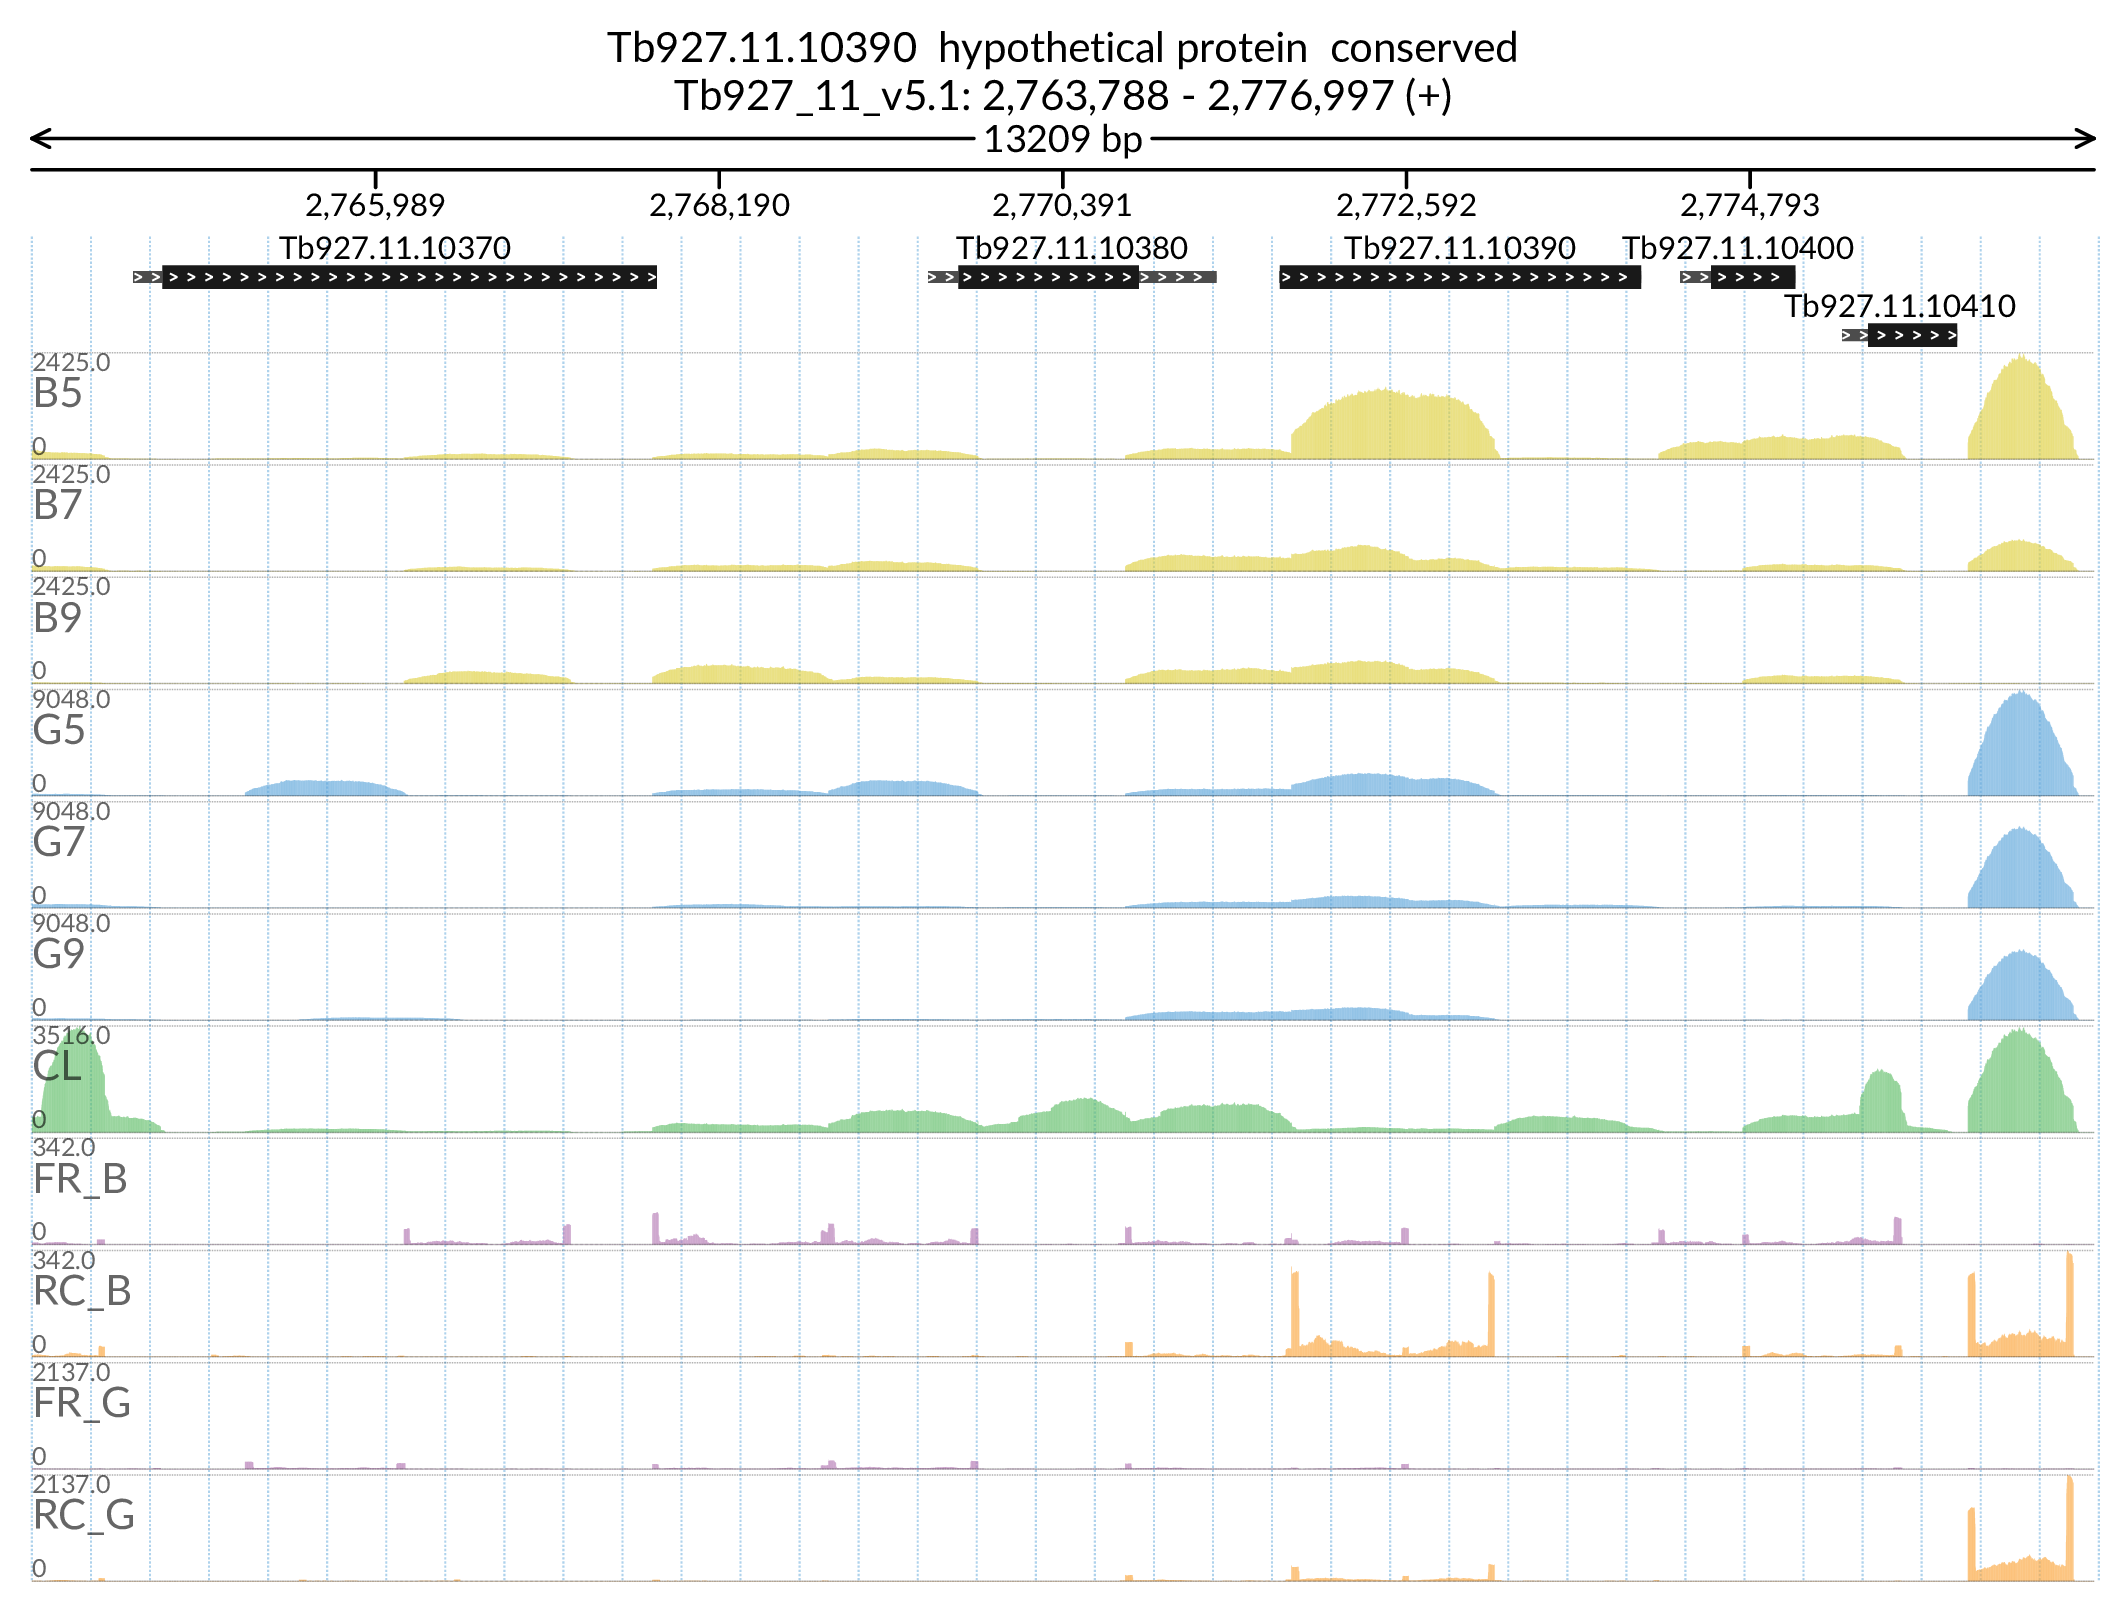 Tb927.11.10390  hypothetical protein  conserved
Tb927_11_v5.1: 2,763,788 - 2,776,997 (+)
13209 bp
2,765,989 2,768,190 2,770,391 2,772,592 2,774,793
Tb927.11.10370 Tb927.11.10380 Tb927.11.10390 Tb927.11.10400
Tb927.11.10410
2425.0
B5
0
2425.0
B7
0
2425.0
B9
0
9048.0
G5
0
9048.0
G7
0
9048.0
G9
0
3516.0
CL
0
342.0
FR_B
0
342.0
RC_B
0
2137.0
FR_G
0
2137.0
RC_G
0